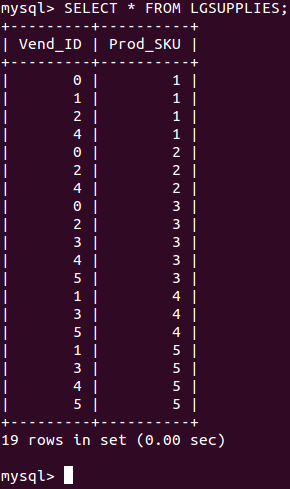 mysql> SELECT * FROM LGSUPPLIES;
+---------+----------+
| Vend_ID | Prod_SKU |
+---------+----------+
|       0 |        1 |
|       1 |        1 |
|       2 |        1 |
|       4 |        1 |
|       0 |        2 |
|       2 |        2 |
|       4 |        2 |
|       0 |        3 |
|       2 |        3 |
|       3 |        3 |
|       4 |        3 |
|       5 |        3 |
|       1 |        4 |
|       3 |        4 |
|       5 |        4 |
|       1 |        5 |
|       3 |        5 |
|       4 |        5 |
|       5 |        5 |
+---------+----------+
19 rows in set (0.00 sec)
mysql>